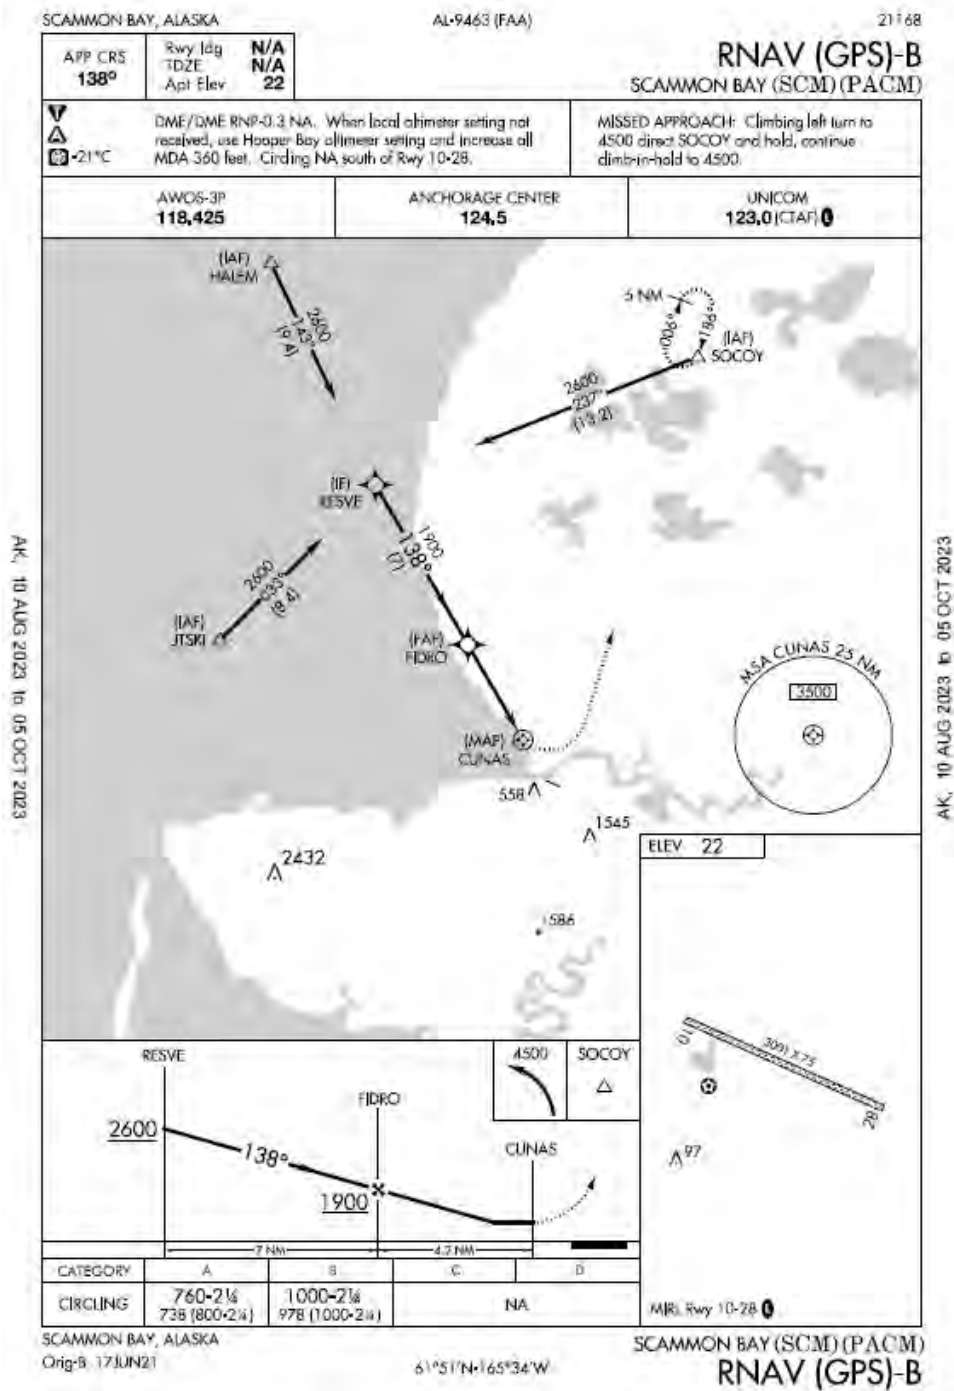 SCAMMON BAY, ALASKA
AL-9463 (FAA)
21168
APP CRS
138°
Rwy ldg N/A
TDZE N/A
Apt Elev 22
RNAV (GPS)-B
SCAMMON BAY (SCM) (PACM)
T
A
-21°C
DME/DME RNP-0.3 NA. When local altimeter setting not
received, use Hooper Bay altimeter setting and increase all
MDA 360 feet. Circling NA south of Rwy 10-28.
MISSED APPROACH: Climbing left turn to
4500 direct SOCOY and hold, continue
climb-in-hold to 4500.
AWOS-3P
118.425
ANCHORAGE CENTER
124.5
UNICOM
123.0 (CTAF) L
(IAF)
HALEM
2600
143°
(9.4)
5 NM
006°
186°
(IAF)
SOCOY
2600
237°
(13.2)
(IF)
RESVE
1900
138°
(7)
2600
033°
(8.4)
(IAF)
JTSKI
(FAF)
FIDRO
(MAP)
CUNAS
MSA CUNAS 25 NM
3500
558
1545
2432
1586
ELEV 22
10
3001 X 75
28
97
MIRL Rwy 10-28 L
RESVE
FIDRO
CUNAS
4500
SOCOY
2600
138°
1900
7 NM
4.7 NM
CATEGORY A B C D
CIRCLING
760-2¼
738 (800-2¼)
1000-2¼
978 (1000-2¼)
NA
SCAMMON BAY, ALASKA
Orig-B 17JUN21
61°51'N-165°34'W
SCAMMON BAY (SCM) (PACM)
RNAV (GPS)-B
AK, 10 AUG 2023 to 05 OCT 2023
AK, 10 AUG 2023 to 05 OCT 2023